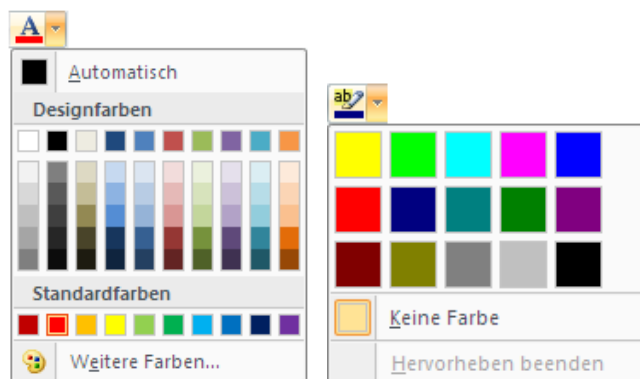 A
Automatisch
Designfarben
Standardfarben
Weitere Farben...
ab
Keine Farbe
Hervorheben beenden